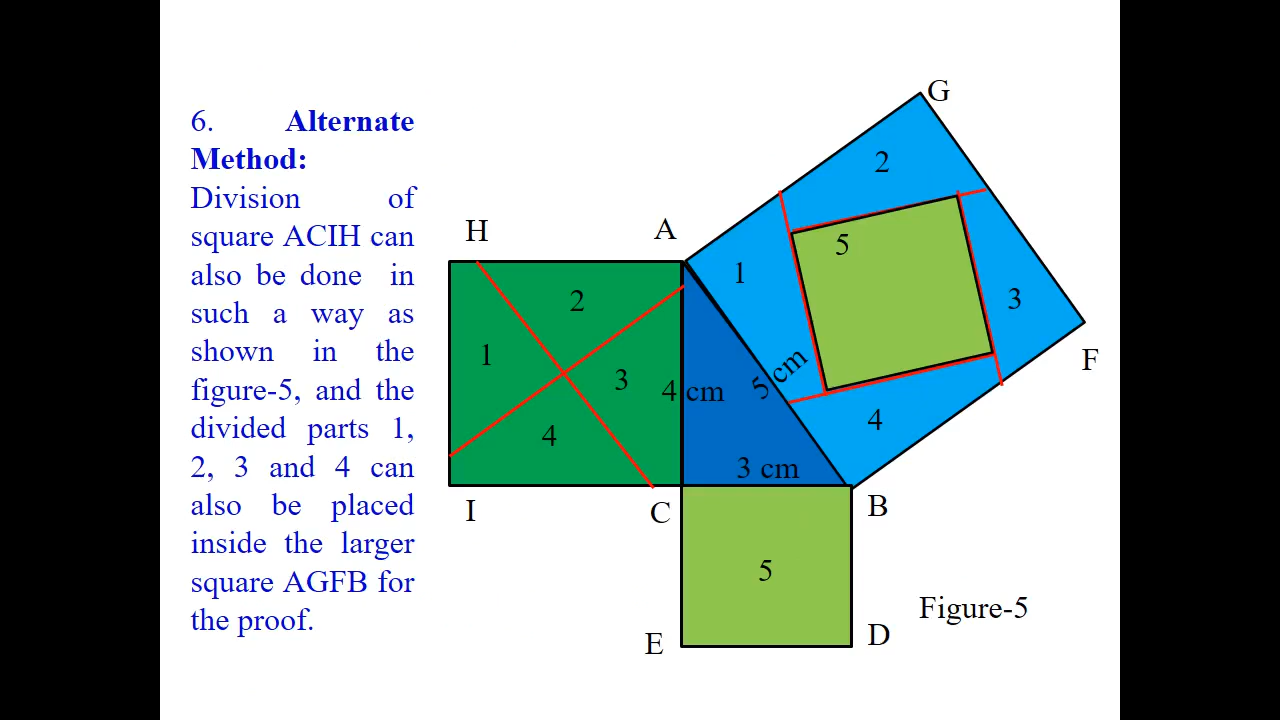 6. Alternate
Method:
Division of
square ACIH can
also be done in
such a way as
shown in the
figure-5, and the
divided parts 1,
2, 3 and 4 can
also be placed
inside the larger
square AGFB for
the proof.
G
2
H
A
5
1
2
3
1
F
3
4 cm
5 cm
4
4
3 cm
I
C
B
5
Figure-5
E
D